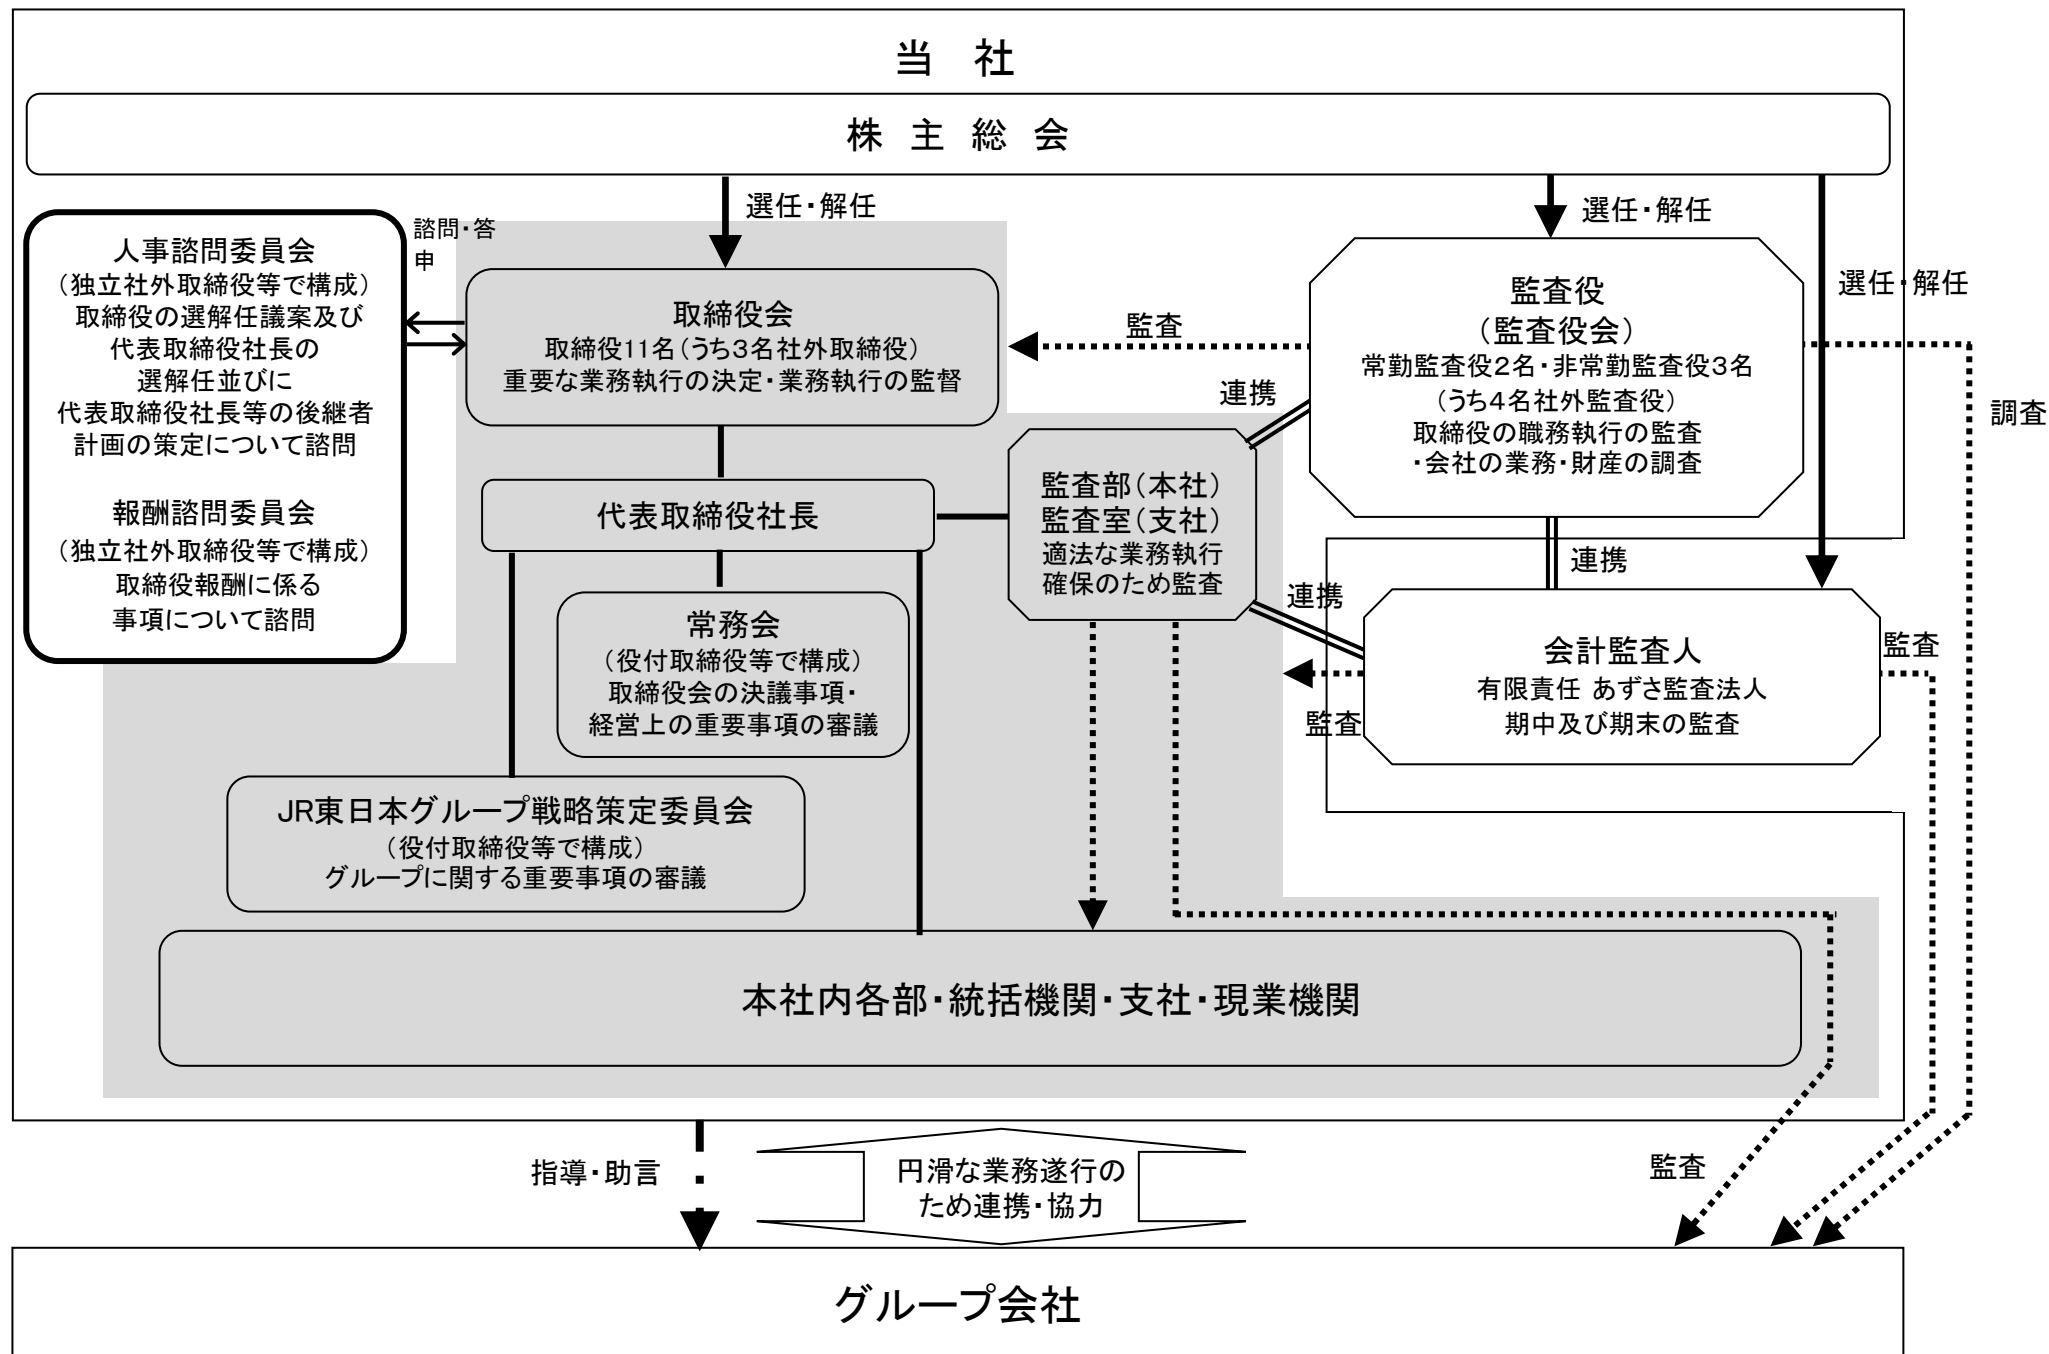 当　社
株　主　総　会
選任・解任
選任・解任
選任・解任
人事諮問委員会
（独立社外取締役等で構成）
取締役の選解任議案及び
代表取締役社長の
選解任並びに
代表取締役社長等の後継者
計画の策定について諮問
報酬諮問委員会
（独立社外取締役等で構成）
取締役報酬に係る
事項について諮問
諮問・答
申
取締役会
取締役11名（うち3名社外取締役）
重要な業務執行の決定・業務執行の監督
監査
監査役
（監査役会）
常勤監査役2名・非常勤監査役3名
（うち4名社外監査役）
取締役の職務執行の監査
・会社の業務・財産の調査
調査
連携
代表取締役社長
監査部（本社）
監査室（支社）
適法な業務執行
確保のため監査
連携
連携
常務会
（役付取締役等で構成）
取締役会の決議事項・
経営上の重要事項の審議
会計監査人
有限責任 あずさ監査法人
期中及び期末の監査
監査
監査
JR東日本グループ戦略策定委員会
（役付取締役等で構成）
グループに関する重要事項の審議
本社内各部・統括機関・支社・現業機関
指導・助言
円滑な業務遂行の
ため連携・協力
監査
グループ会社